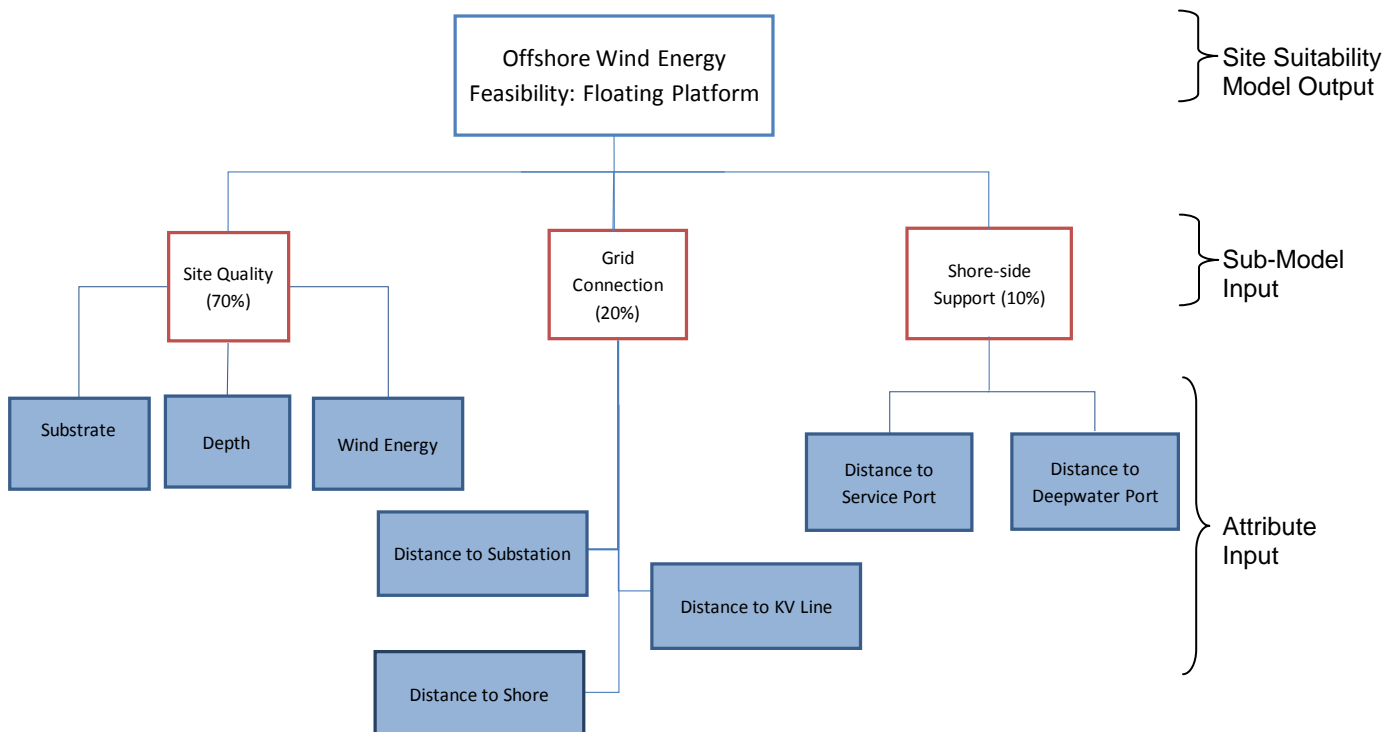 Offshore Wind Energy
Feasibility: Floating Platform
Site Suitability
Model Output
Site Quality
(70%)
Grid
Connection
(20%)
Shore-side
Support (10%)
Sub-Model
Input
Substrate
Depth
Wind Energy
Distance to
Service Port
Distance to
Deepwater Port
Distance to Substation
Distance to KV Line
Distance to Shore
Attribute
Input